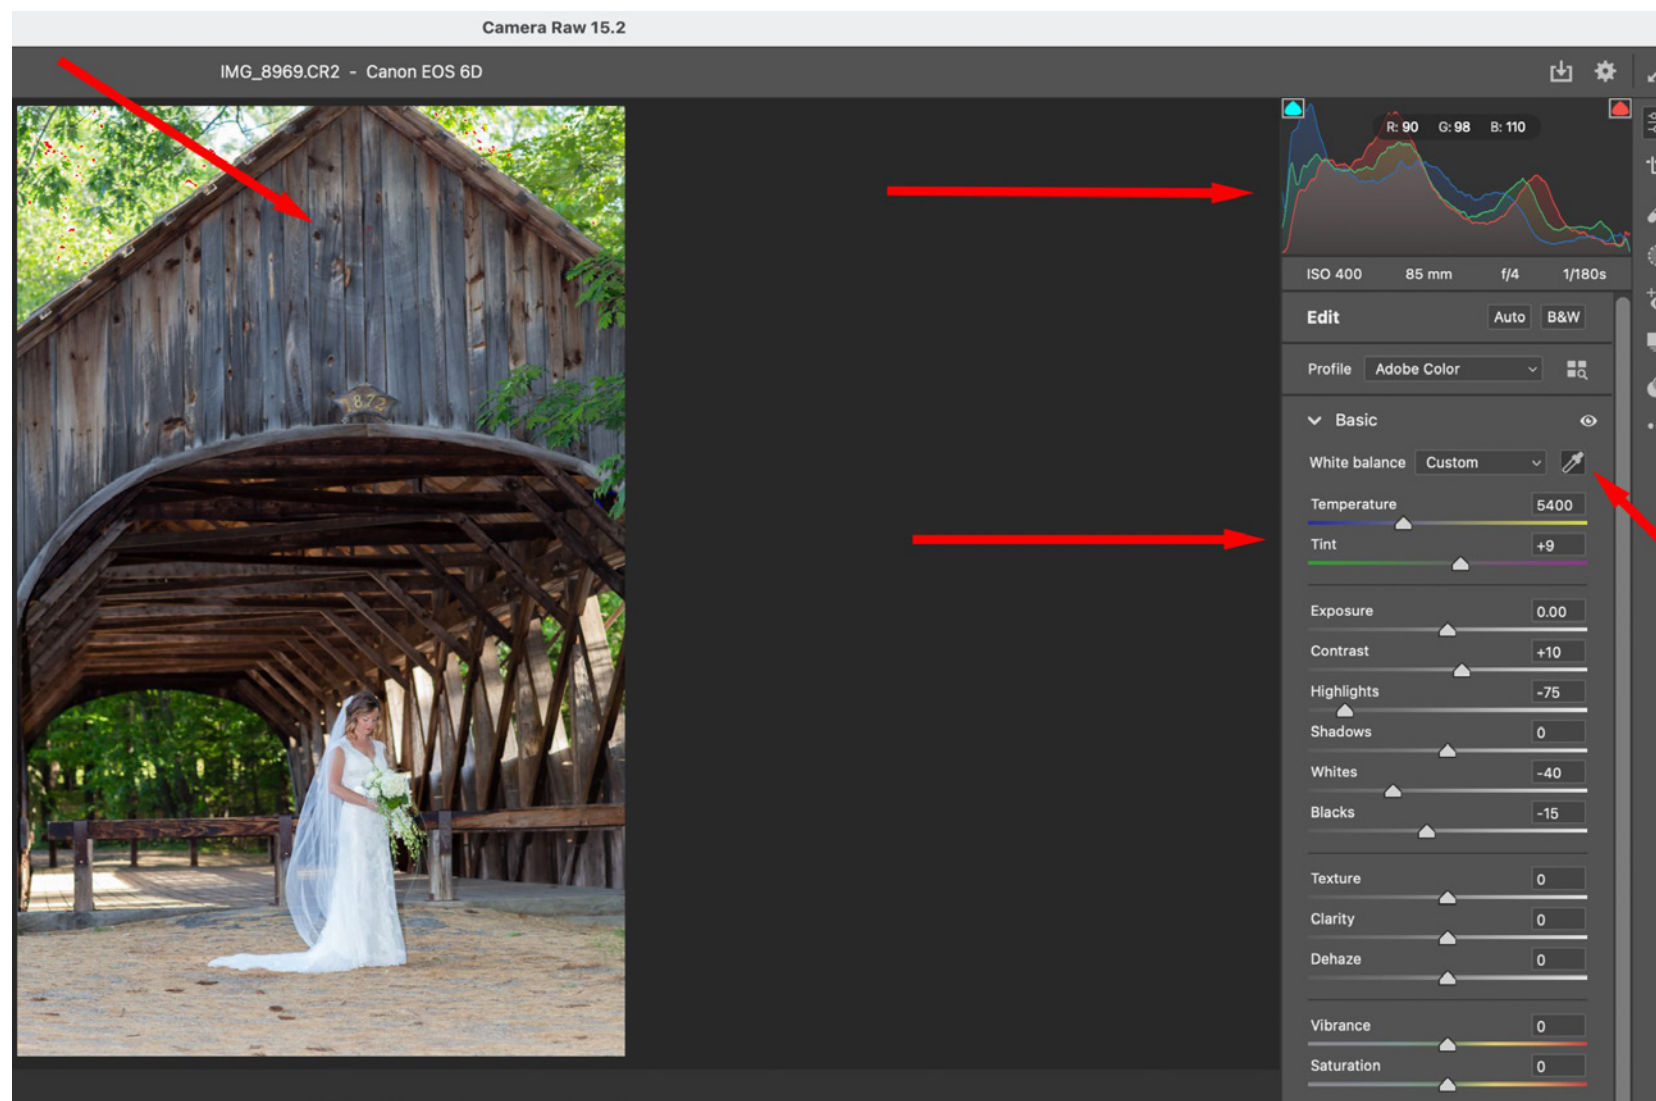 Camera Raw 15.2
IMG_8969.CR2 - Canon EOS 6D
R: 90 G: 98 B: 110
ISO 400 85 mm f/4 1/180s
Edit Auto B&W
Profile Adobe Color
Basic
White balance Custom
Temperature 5400
Tint +9
Exposure 0.00
Contrast +10
Highlights -75
Shadows 0
Whites -40
Blacks -15
Texture 0
Clarity 0
Dehaze 0
Vibrance 0
Saturation 0
1872